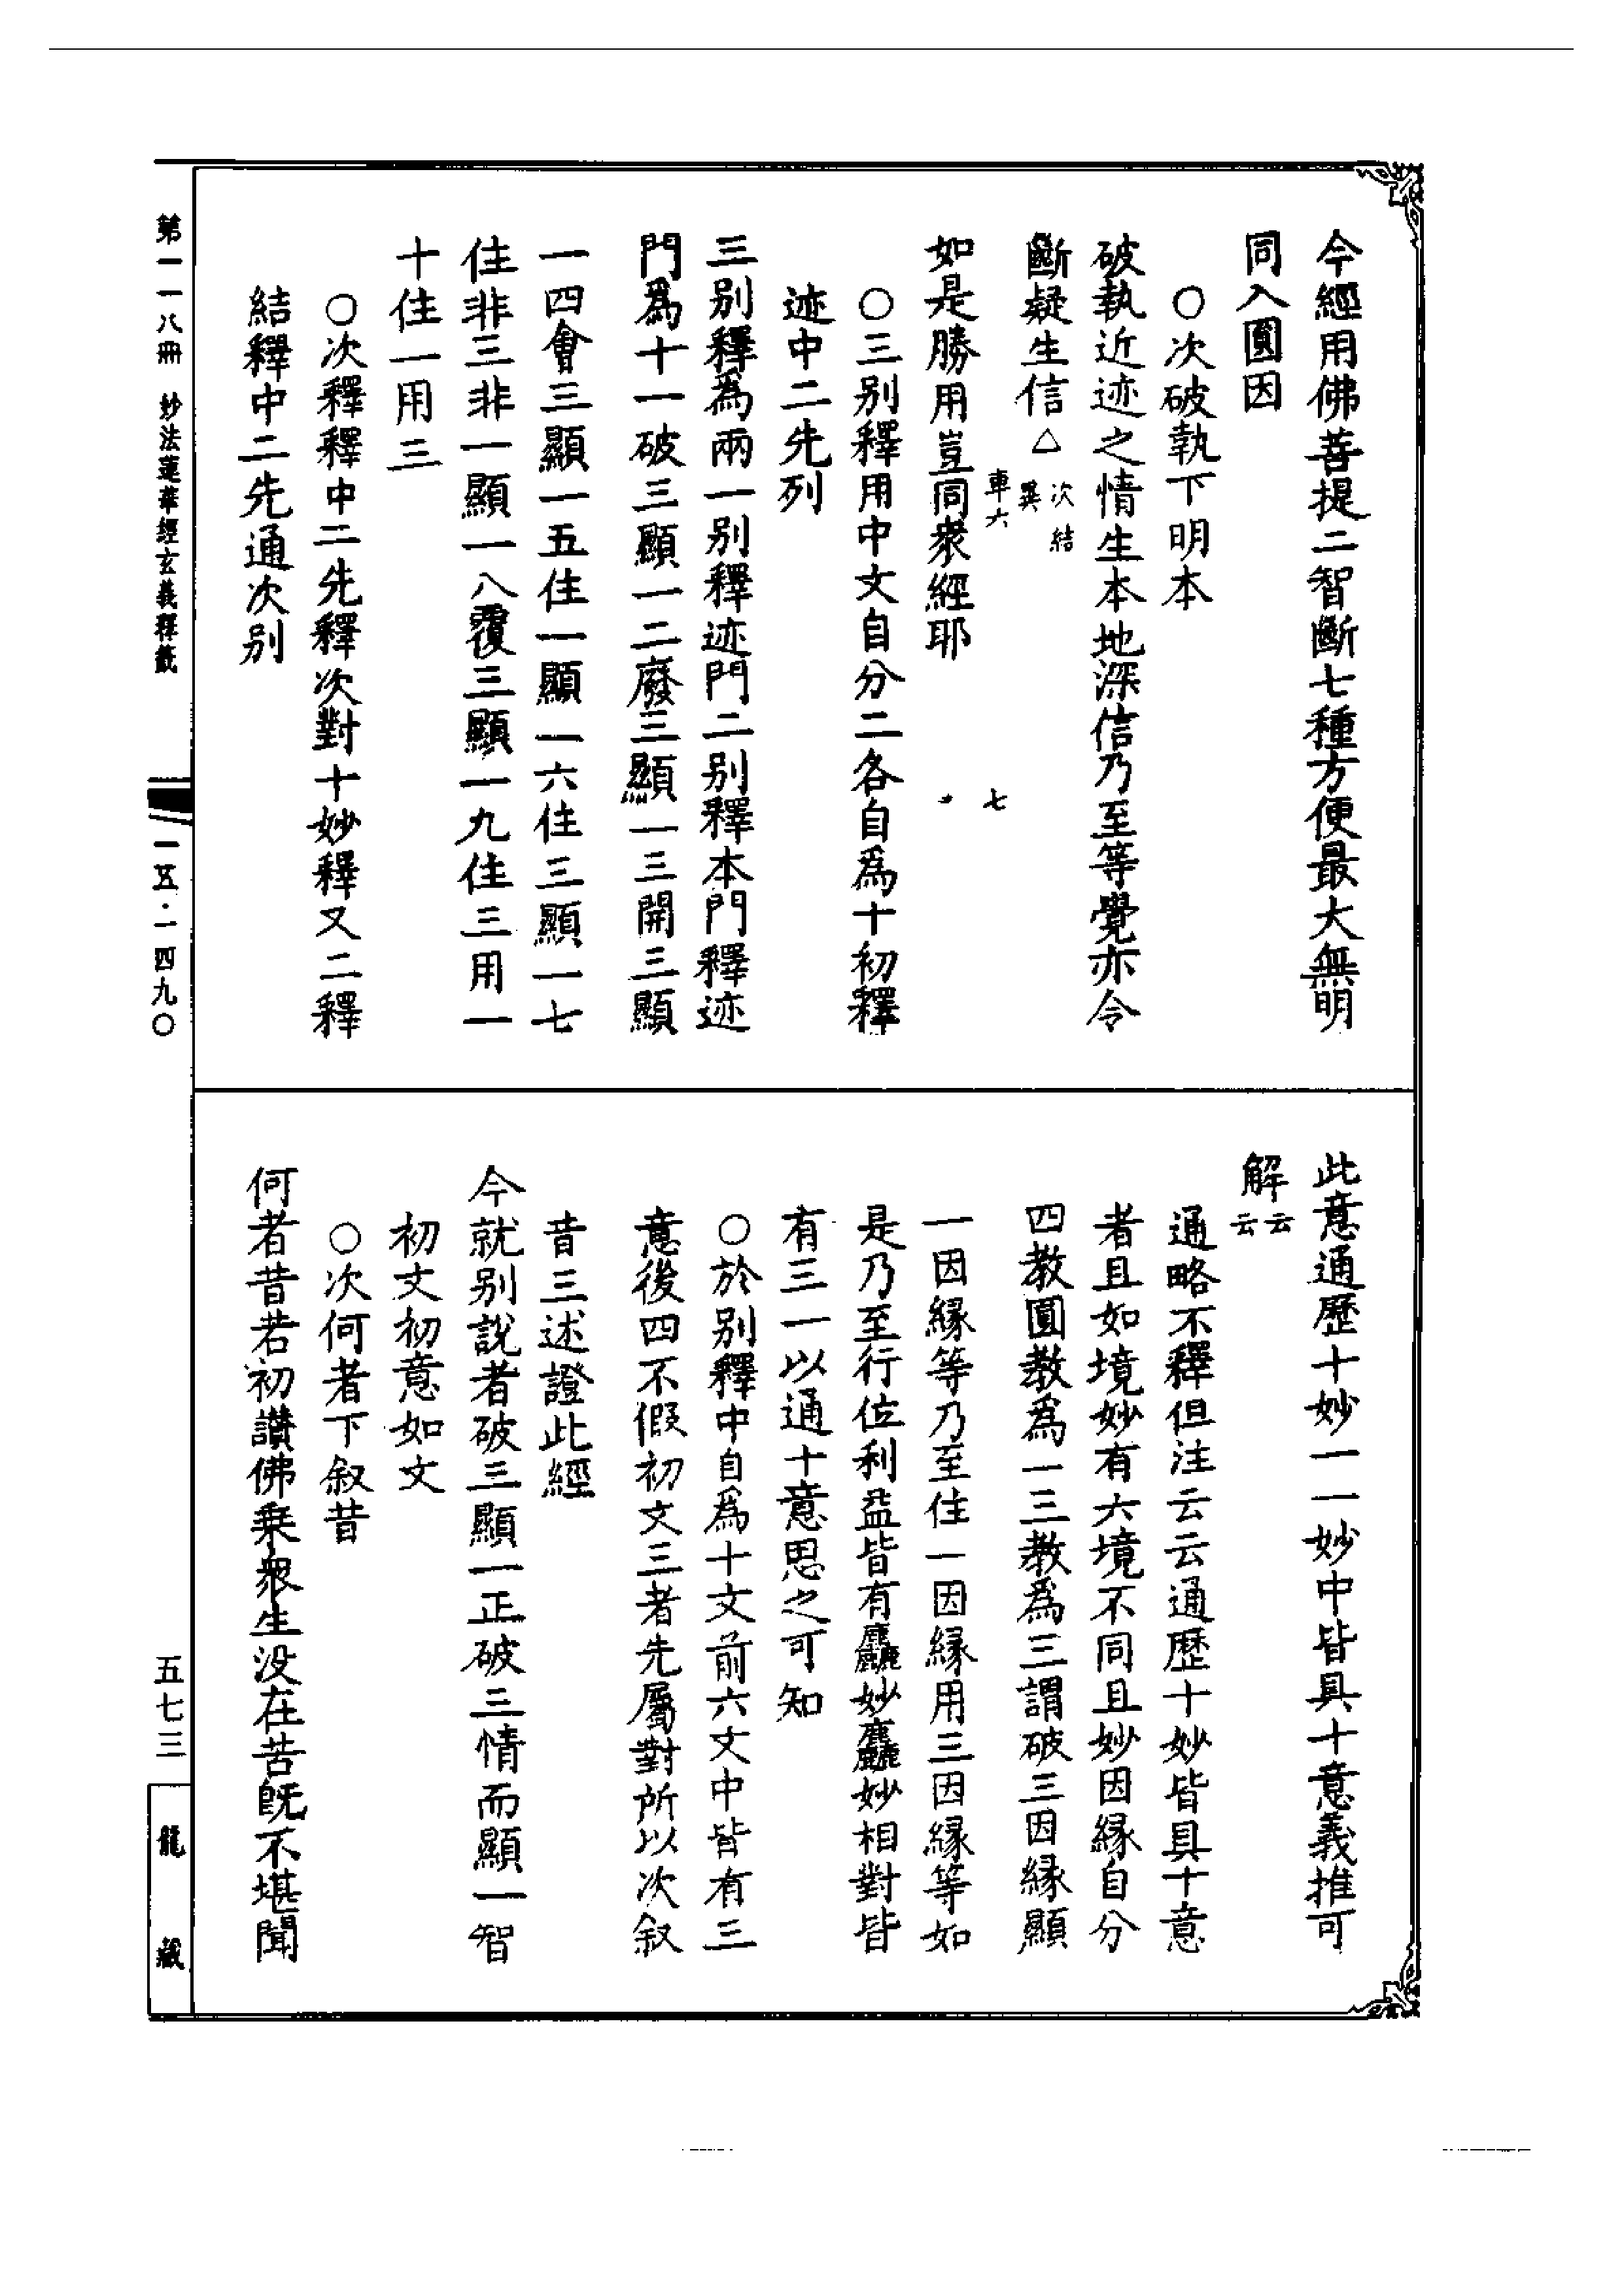 今經用佛菩提二智斷七種方便最大無明
同入圓因
○次破執下明本
破執近迹之情生本地深信乃至等覺亦令
斷疑生信△次結異
車六 七
如是勝用豈同衆經耶
○三别釋用中文自分二各自爲十初釋
迹中二先列
三别釋爲兩一别釋迹門二别釋本門釋迹
門爲十一破三顯一二廢三顯一三開三顯
一四會三顯一五住一顯一六住三顯一七
住非三非一顯一八覆三顯一九住三用一
十住一用三
○次釋釋中二先釋次對十妙釋又二釋
結釋中二先通次别
此意通歷十妙一一妙中皆具十意義推可
解云云
通略不釋但注云云通歷十妙皆具十意
者且如境妙有六境不同且妙因緣自分
四教圓教爲一三教爲三謂破三因緣顯
一因緣等乃至住一因緣用三因緣等如
是乃至行位利益皆有麤妙麤妙相對皆
有三一以通十意思之可知
○於别釋中自爲十文前六文中皆有三
意後四不假初文三者先屬對所以次叙
昔三述證此經
今就别說者破三顯一正破三情而顯一智
初文初意如文
○次何者下叙昔
何者昔若初讚佛乗衆生没在苦既不堪聞
第一一八冊 妙法蓮華經玄義釋籤
一五·一四九〇
五七三
龍藏